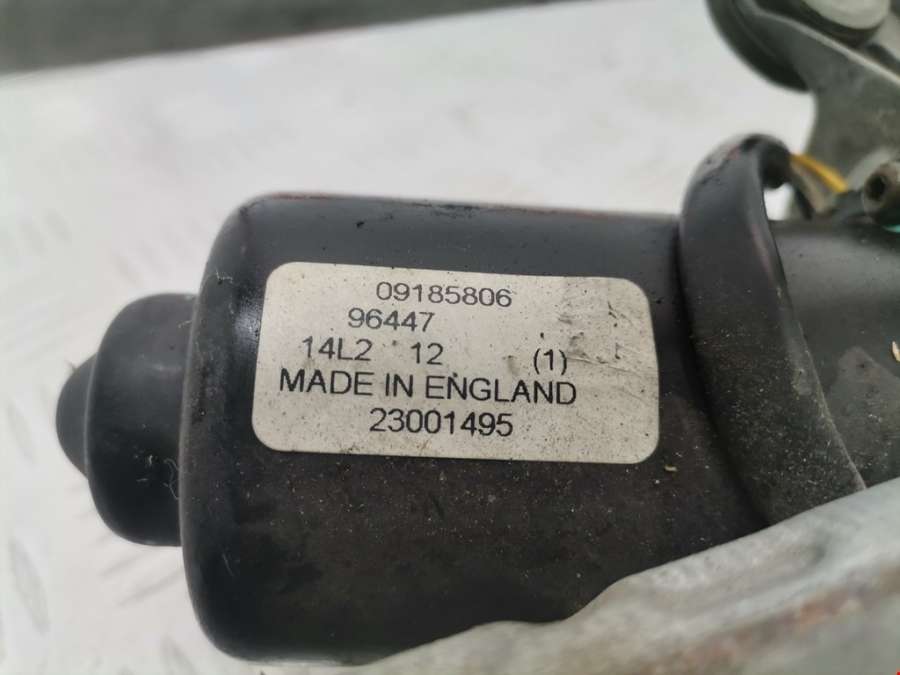 09185806
96447
14L2 12 (1)
MADE IN ENGLAND
23001495